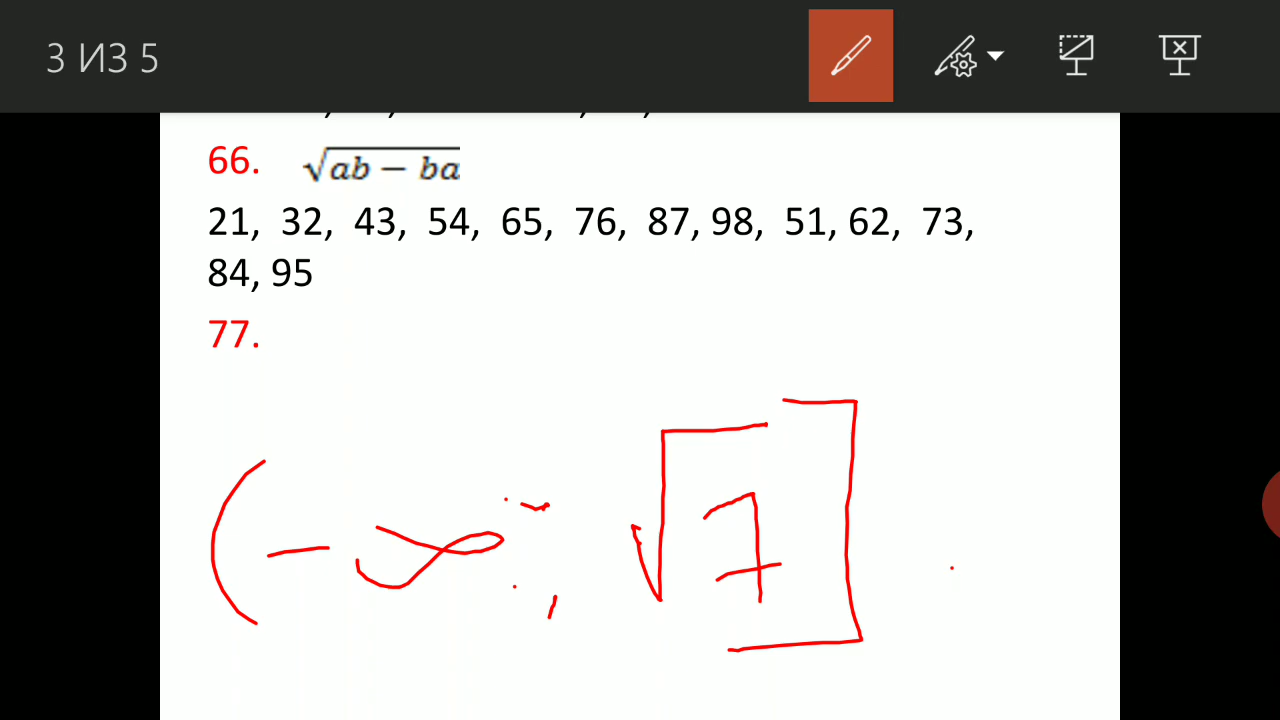 3 ИЗ 5
66. √ab − ba
21, 32, 43, 54, 65, 76, 87, 98, 51, 62, 73,
84, 95
77.
(-∞; √7]